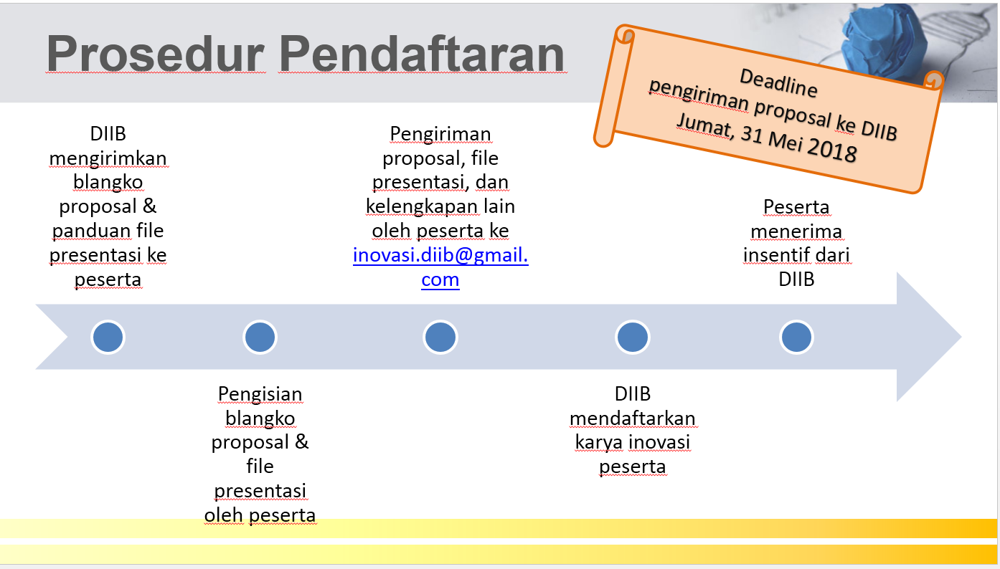 Prosedur Pendaftaran
Deadline
pengiriman proposal ke DIIB
Jumat, 31 Mei 2018
DIIB
mengirimkan
blangko
proposal &
panduan file
presentasi ke
peserta
Pengisian
blangko
proposal &
file
presentasi
oleh peserta
Pengiriman
proposal, file
presentasi, dan
kelengkapan lain
oleh peserta ke
inovasi.diib@gmail.
com
DIIB
mendaftarkan
karya inovasi
peserta
Peserta
menerima
insentif dari
DIIB